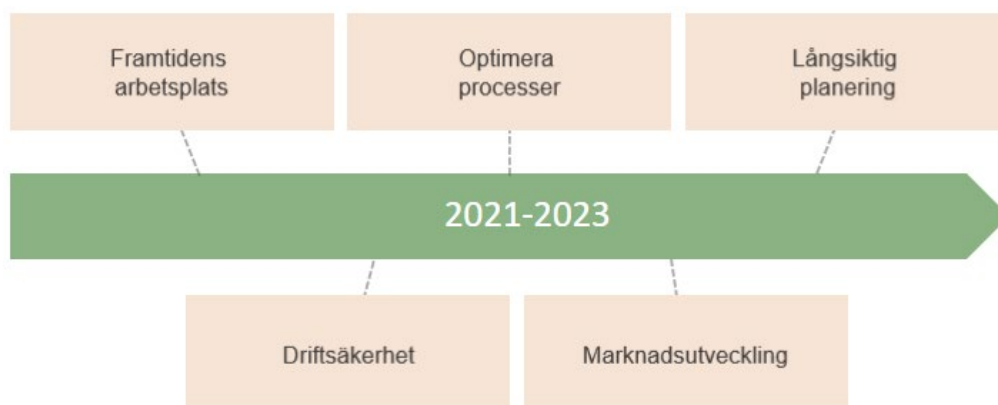 Framtidens
arbetsplats
Optimera
processer
Långsiktig
planering
2021-2023
Driftsäkerhet
Marknadsutveckling